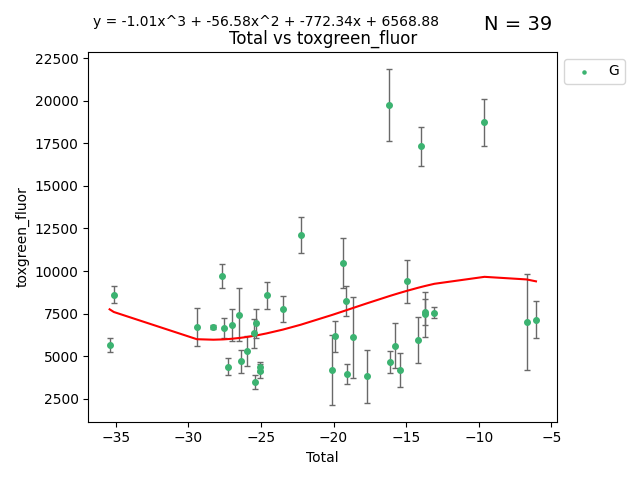 y = -1.01x^3 + -56.58x^2 + -772.34x + 6568.88
N = 39
Total vs toxgreen_fluor
G
22500
20000
17500
15000
12500
10000
7500
5000
2500
toxgreen_fluor
−35
−30
−25
−20
−15
−10
−5
Total